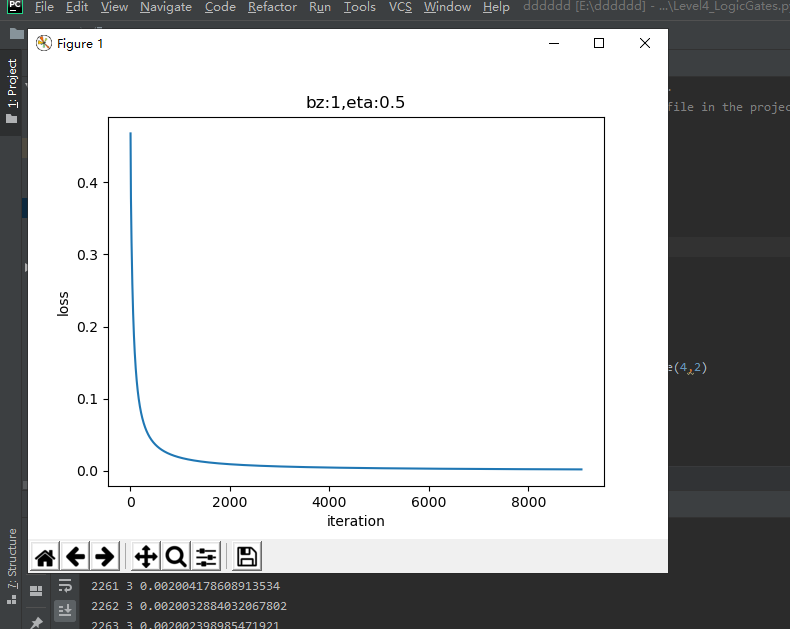 PC File Edit View Navigate Code Refactor Run Tools VCS Window Help dddddd [E:\dddddd] - ...\Level4_LogicGates.p
Figure 1
1: Project
bz:1,eta:0.5
file in the projec
0.4
0.3
0.2
0.1
0.0
loss
e(4,2)
0 2000 4000 6000 8000
iteration
7: Structure
2261 3 0.002004178608913534
2262 3 0.0020032884032067802
2263 3 0.002002398985471921